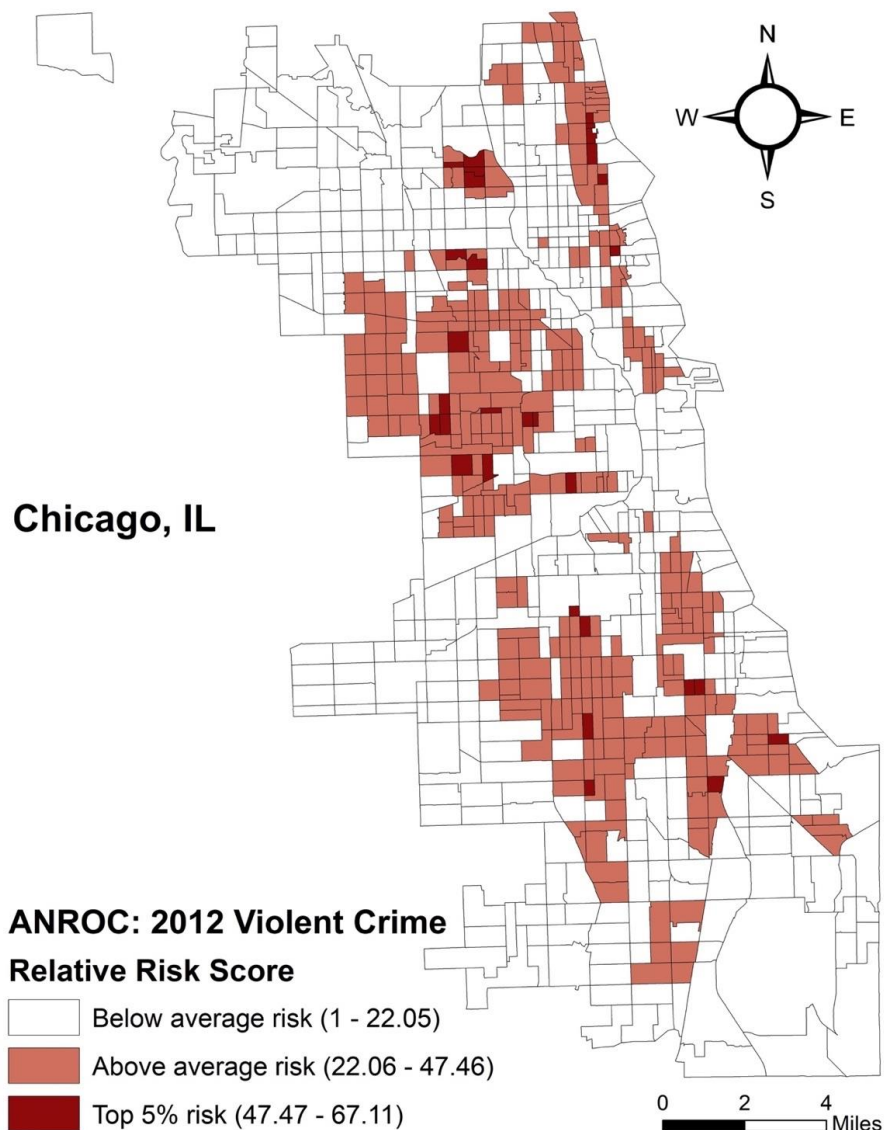 N
W E
S
Chicago, IL
ANROC: 2012 Violent Crime
Relative Risk Score
Below average risk (1 - 22.05)
Above average risk (22.06 - 47.46)
Top 5% risk (47.47 - 67.11)
0 2 4
Miles